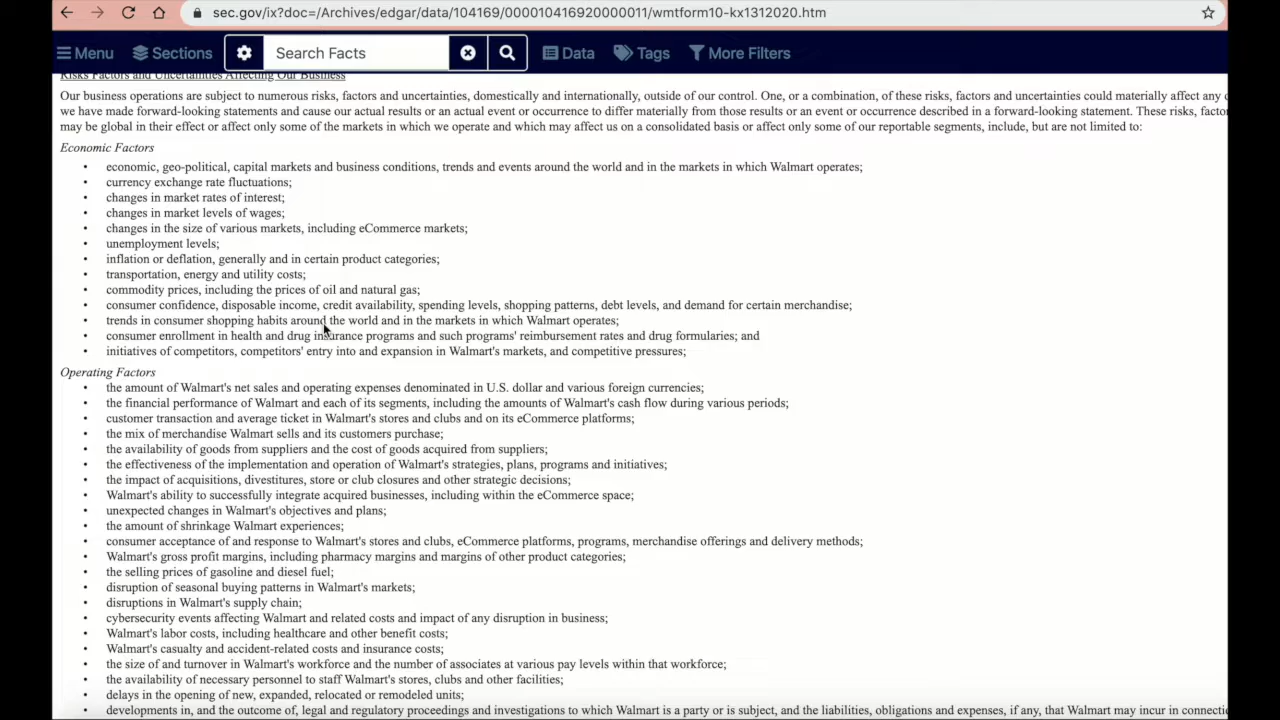 sec.gov/ix?doc=/Archives/edgar/data/104169/000010416920000011/wmtform10-kx1312020.htm
Menu Sections Search Facts Data Tags More Filters
Risks Factors and Uncertainties Affecting Our Business
Our business operations are subject to numerous risks, factors and uncertainties, domestically and internationally, outside of our control. One, or a combination, of these risks, factors and uncertainties could materially affect any
we have made forward-looking statements and cause our actual results or an actual event or occurrence to differ materially from those results or an event or occurrence described in a forward-looking statement. These risks,
may be global in their effect or affect only some of the markets in which we operate and which may affect us on a consolidated basis or affect only some of our reportable segments, include, but are not limited to:
Economic Factors
• economic, geo-political, capital markets and business conditions, trends and events around the world and in the markets in which Walmart operates;
• currency exchange rate fluctuations;
• changes in market rates of interest;
• changes in market levels of wages;
• changes in the size of various markets, including eCommerce markets;
• unemployment levels;
• inflation or deflation, generally and in certain product categories;
• transportation, energy and utility costs;
• commodity prices, including the prices of oil and natural gas;
• consumer confidence, disposable income, credit availability, spending levels, shopping patterns, debt levels, and demand for certain merchandise;
• trends in consumer shopping habits around the world and in the markets in which Walmart operates;
• consumer enrollment in health and drug insurance programs and such programs' reimbursement rates and drug formularies; and
• initiatives of competitors, competitors' entry into and expansion in Walmart's markets, and competitive pressures;
Operating Factors
• the amount of Walmart's net sales and operating expenses denominated in U.S. dollar and various foreign currencies;
• the financial performance of Walmart and each of its segments, including the amounts of Walmart's cash flow during various periods;
• customer transaction and average ticket in Walmart's stores and clubs and on its eCommerce platforms;
• the mix of merchandise Walmart sells and its customers purchase;
• the availability of goods from suppliers and the cost of goods acquired from suppliers;
• the effectiveness of the implementation and operation of Walmart's strategies, plans, programs and initiatives;
• the impact of acquisitions, divestitures, store or club closures and other strategic decisions;
• Walmart's ability to successfully integrate acquired businesses, including within the eCommerce space;
• unexpected changes in Walmart's objectives and plans;
• the amount of shrinkage Walmart experiences;
• consumer acceptance of and response to Walmart's stores and clubs, eCommerce platforms, programs, merchandise offerings and delivery methods;
• Walmart's gross profit margins, including pharmacy margins and margins of other product categories;
• the selling prices of gasoline and diesel fuel;
• disruption of seasonal buying patterns in Walmart's markets;
• disruptions in Walmart's supply chain;
• cybersecurity events affecting Walmart and related costs and impact of any disruption in business;
• Walmart's labor costs, including healthcare and other benefit costs;
• Walmart's casualty and accident-related costs and insurance costs;
• the size of and turnover in Walmart's workforce and the number of associates at various pay levels within that workforce;
• the availability of necessary personnel to staff Walmart's stores, clubs and other facilities;
• delays in the opening of new, expanded, relocated or remodeled units;
• developments in, and the outcome of, legal and regulatory proceedings and investigations to which Walmart is a party or is subject, and the liabilities, obligations and expenses, if any, that Walmart may incur in